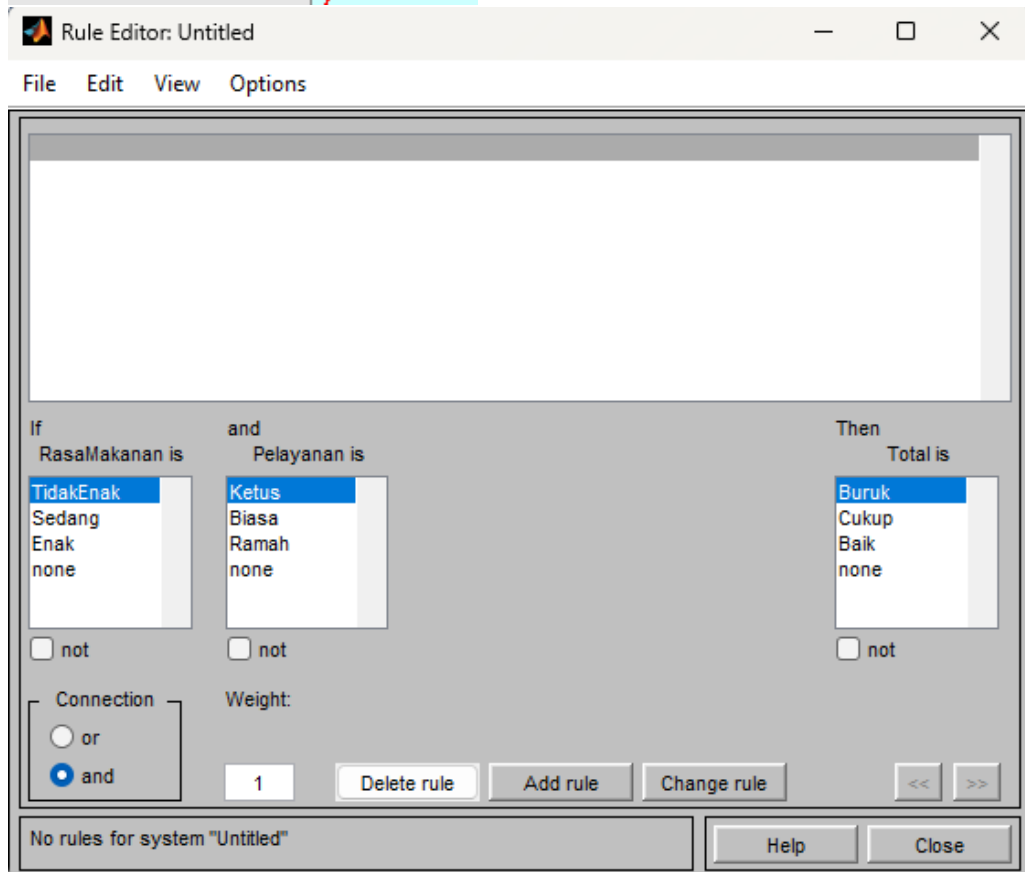 Rule Editor: Untitled
File Edit View Options
If and Then
RasaMakanan is Pelayanan is Total is
TidakEnak Ketus Buruk
Sedang Biasa Cukup
Enak Ramah Baik
none none none
not not not
Connection Weight:
or
and 1 Delete rule Add rule Change rule << >>
No rules for system "Untitled" Help Close